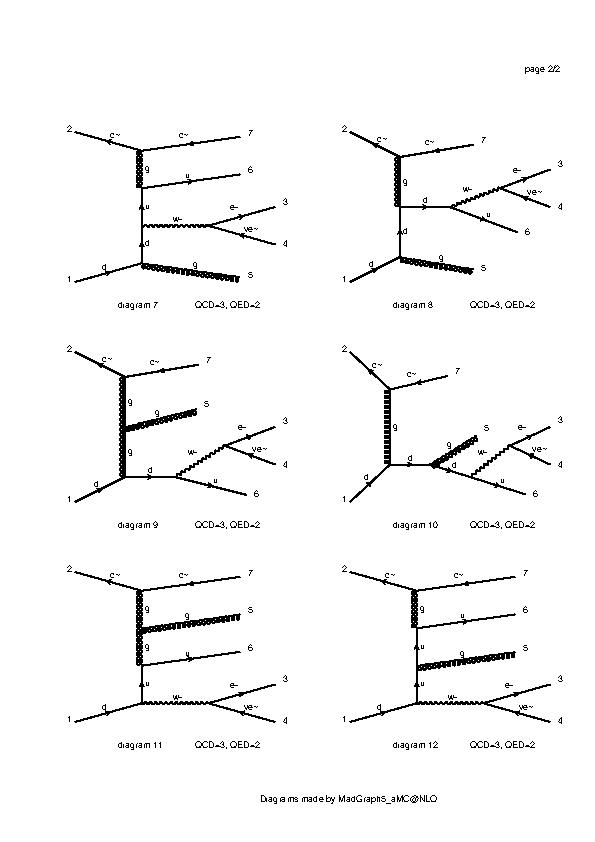 page 2/2
2 c~ c~ 7
g
u 6
u
w- e- 3
d ve~ 4
1 d g 5
diagram 7 QCD=3, QED=2
2 c~ c~ 7
g
e- 3
w-
d ve~ 4
u 6
d
1 d g 5
diagram 8 QCD=3, QED=2
2 c~ c~ 7
g
g 5
e- 3
g w- ve~ 4
1 d d u 6
diagram 9 QCD=3, QED=2
2 c~ c~ 7
g
g 5 e- 3
w- ve~ 4
d d
1 d u 6
diagram 10 QCD=3, QED=2
2 c~ c~ 7
g
g 5
g u 6
u
w- e- 3
1 d ve~ 4
diagram 11 QCD=3, QED=2
2 c~ c~ 7
g
u 6
u
g 5
u
w- e- 3
1 d ve~ 4
diagram 12 QCD=3, QED=2
Diagrams made by MadGraph5_aMC@NLO